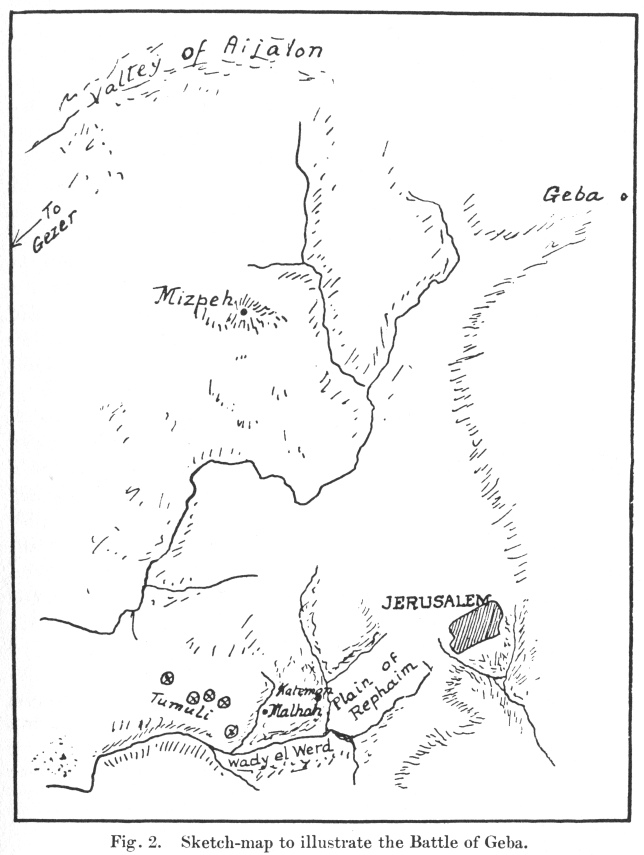 Valley of Aijalon
Geba
To
Gezer
Mizpeh
JERUSALEM
Tumuli
Katemon
Malhah
Plain of
Rephaim
Wady el Werd
Fig. 2. Sketch-map to illustrate the Battle of Geba.